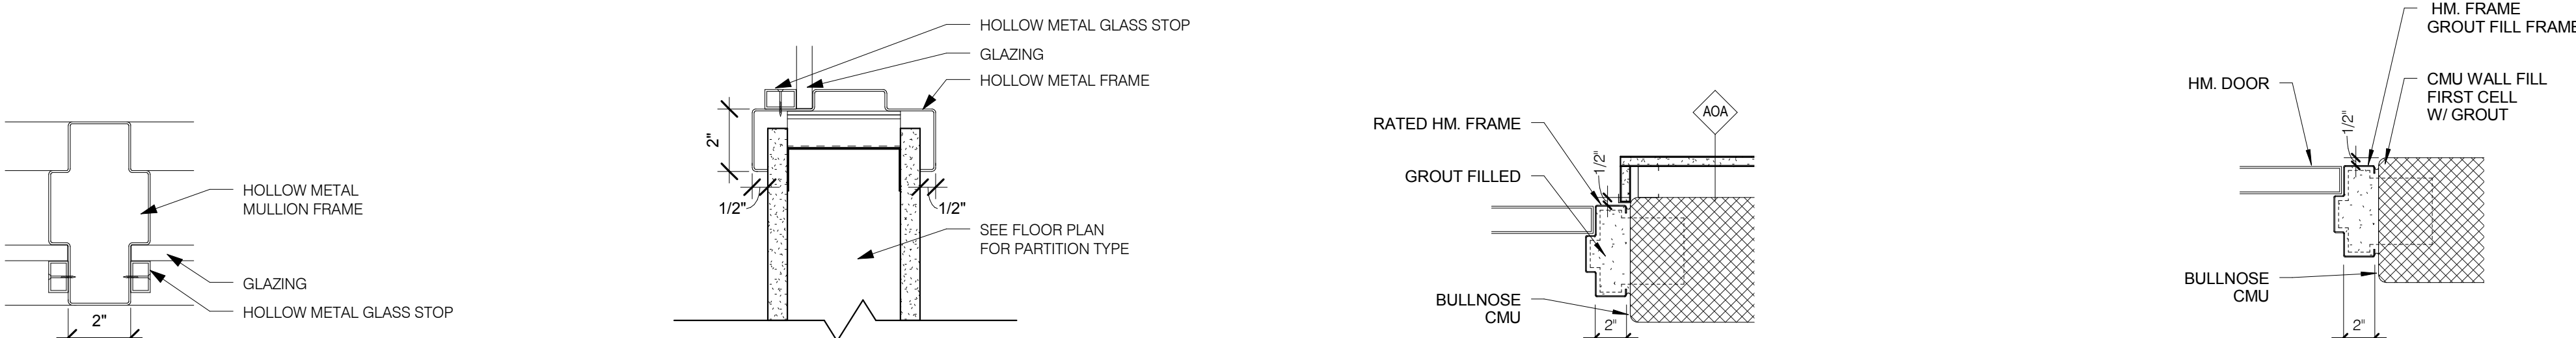 HOLLOW METAL
MULLION FRAME
GLAZING
HOLLOW METAL GLASS STOP
2"
HOLLOW METAL GLASS STOP
GLAZING
HOLLOW METAL FRAME
2"
1/2"
1/2"
SEE FLOOR PLAN
FOR PARTITION TYPE
AOA
RATED HM. FRAME
1/2"
GROUT FILLED
BULLNOSE
CMU
2"
HM. FRAME
GROUT FILL FRAME
HM. DOOR
CMU WALL FILL
FIRST CELL
W/ GROUT
1/2"
BULLNOSE
CMU
2"